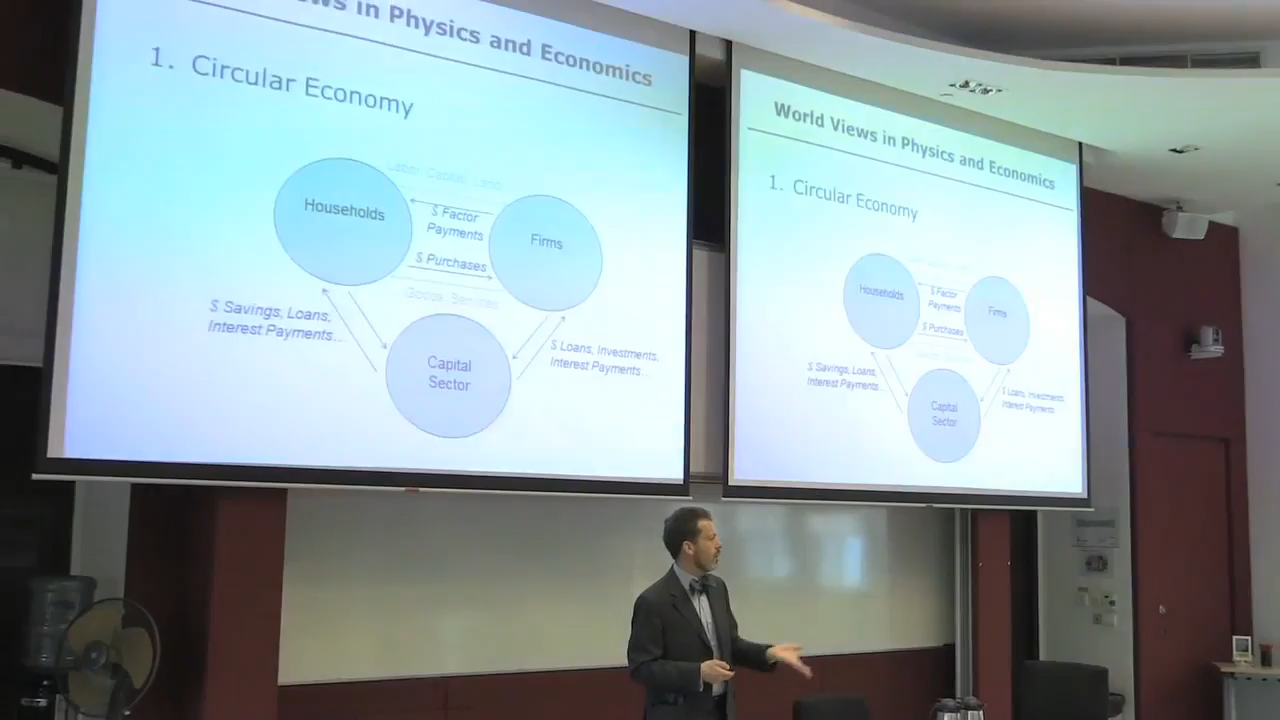 ws in Physics and Economics
1. Circular Economy
Labor, Capital, Land
Households
$ Factor
Payments
Firms
$ Purchases
Goods, Services
$ Savings, Loans,
Interest Payments...
Capital
Sector
$ Loans, Investments,
Interest Payments...
World Views in Physics and Economics
1. Circular Economy
Households
$ Factor
Payments
Firms
$ Purchases
$ Savings, Loans,
Interest Payments...
Capital
Sector
$ Loans, Investments,
Interest Payments